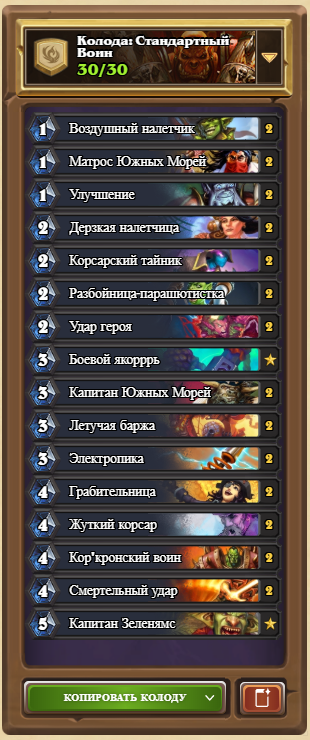 Колода: Стандартный
Воин
30/30
1 Воздушный налетчик 2
1 Матрос Южных Морей 2
1 Улучшение 2
2 Дерзкая налетчица 2
2 Корсарский тайник 2
2 Разбойница-парашютистка 2
2 Удар героя 2
3 Боевой якорррь
3 Капитан Южных Морей 2
3 Летучая баржа 2
3 Электропика 2
4 Грабительница 2
4 Жуткий корсар 2
4 Кор'кронский воин 2
4 Смертельный удар 2
5 Капитан Зеленямс
КОПИРОВАТЬ КОЛОДУ